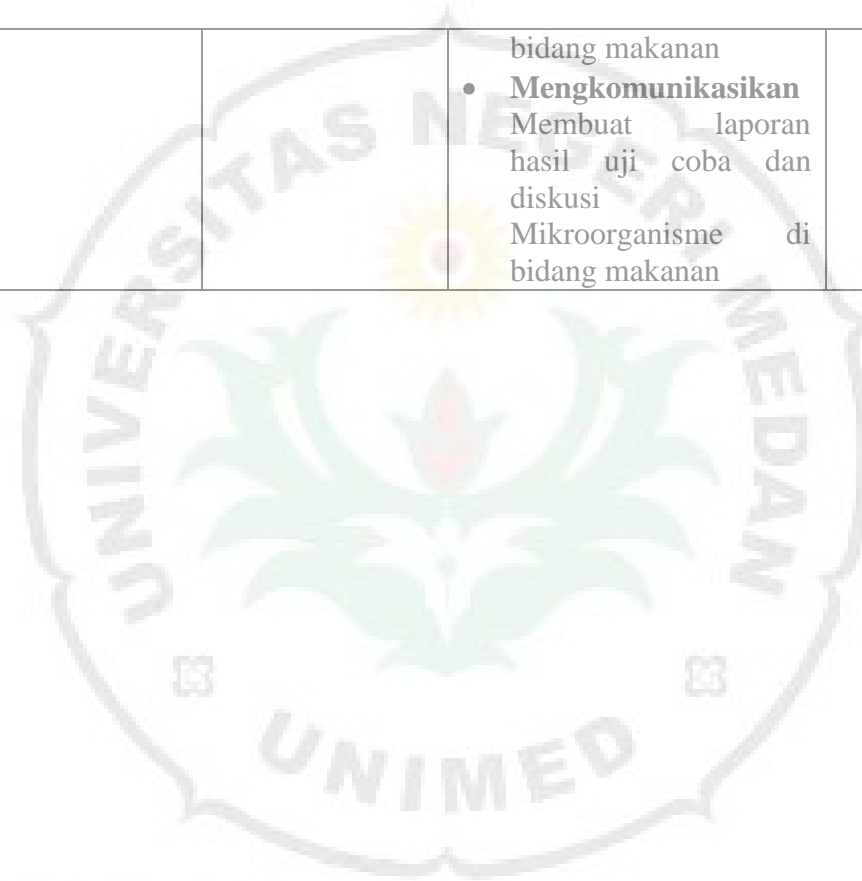 bidang makanan
• Mengkomunikasikan
Membuat laporan
hasil uji coba dan
diskusi
Mikroorganisme di
bidang makanan
UNIVERSITAS NEGERI MEDAN
UNIMED